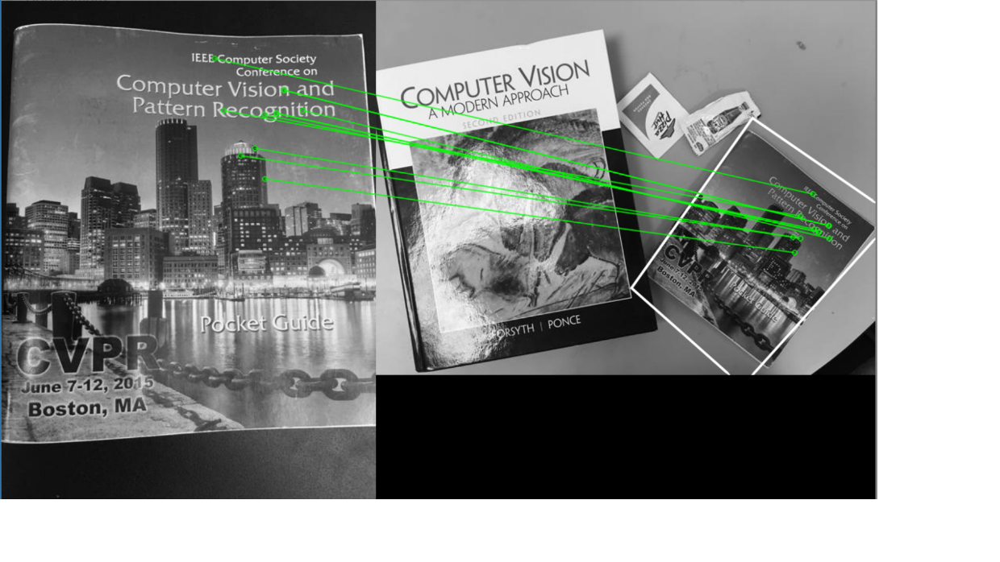 IEEE Computer Society
Conference on
Computer Vision and
Pattern Recognition
Pocket Guide
CVPR
June 7-12, 2015
Boston, MA
COMPUTER VISION
A MODERN APPROACH
SECOND EDITION
FORSYTH | PONCE
PIZZA
HUT
IEEE Computer Society
Conference on
Computer Vision and
Pattern Recognition
CVPR
June 7-12, 2015
Boston, MA
Pocket Guide